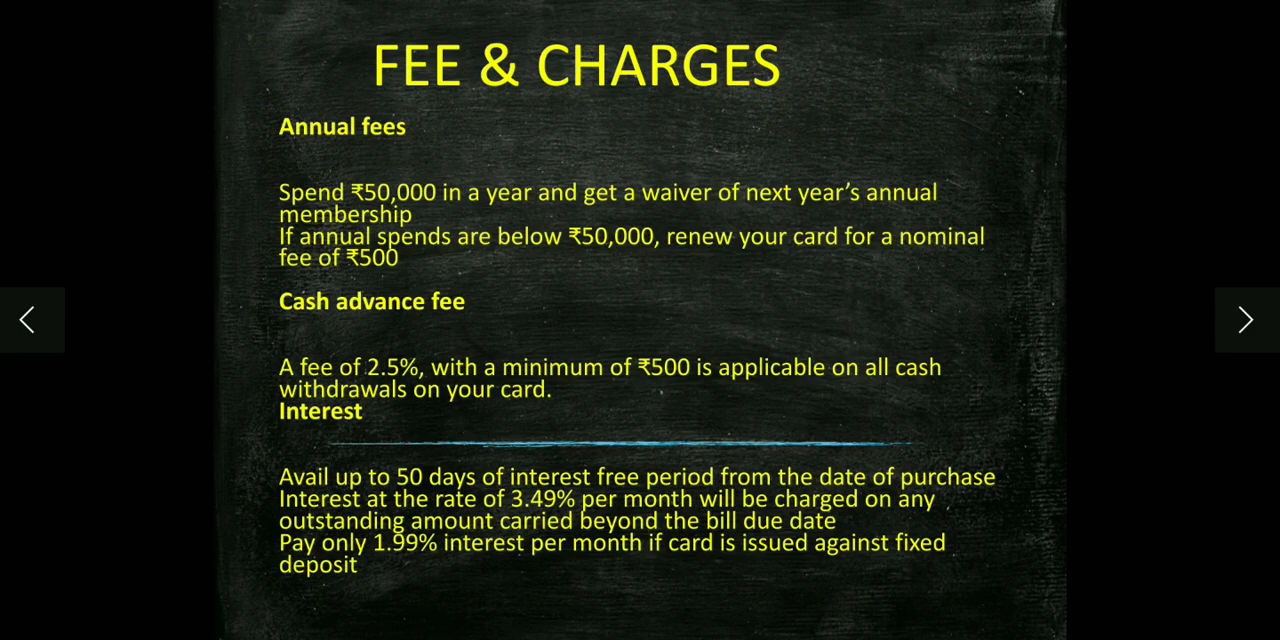 FEE & CHARGES
Annual fees
Spend ₹50,000 in a year and get a waiver of next year’s annual
membership
If annual spends are below ₹50,000, renew your card for a nominal
fee of ₹500
Cash advance fee
A fee of 2.5%, with a minimum of ₹500 is applicable on all cash
withdrawals on your card.
Interest
Avail up to 50 days of interest free period from the date of purchase
Interest at the rate of 3.49% per month will be charged on any
outstanding amount carried beyond the bill due date
Pay only 1.99% interest per month if card is issued against fixed
deposit